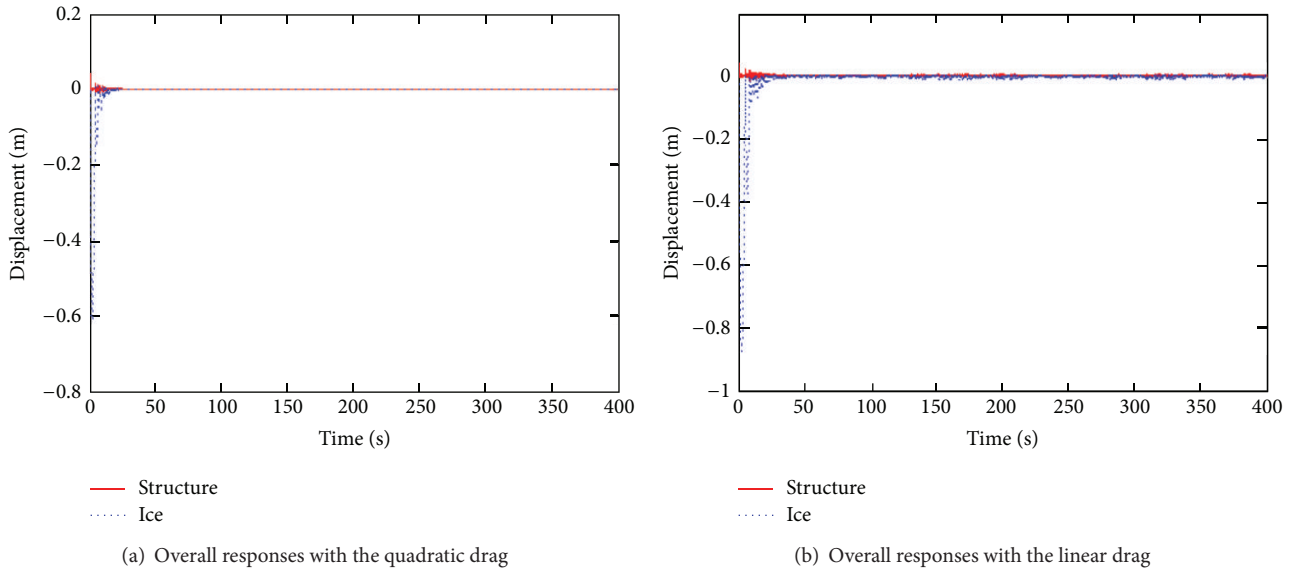 0.2
0
−0.2
−0.4
−0.6
−0.8
Displacement (m)
0 50 100 150 200 250 300 350 400
Time (s)
Structure
Ice
(a) Overall responses with the quadratic drag
0
−0.2
−0.4
−0.6
−0.8
−1
Displacement (m)
0 50 100 150 200 250 300 350 400
Time (s)
Structure
Ice
(b) Overall responses with the linear drag